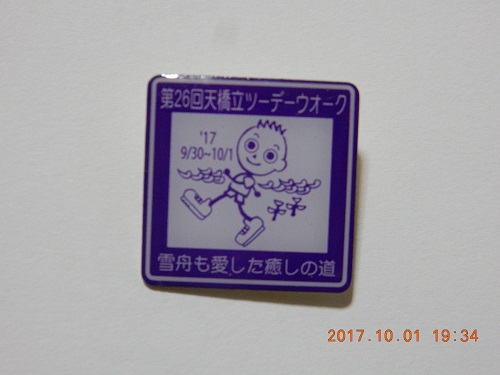 第26回天橋立ツーデーウオーク
'17
9/30~10/1
雪舟も愛した癒しの道
2017.10.01 19:34